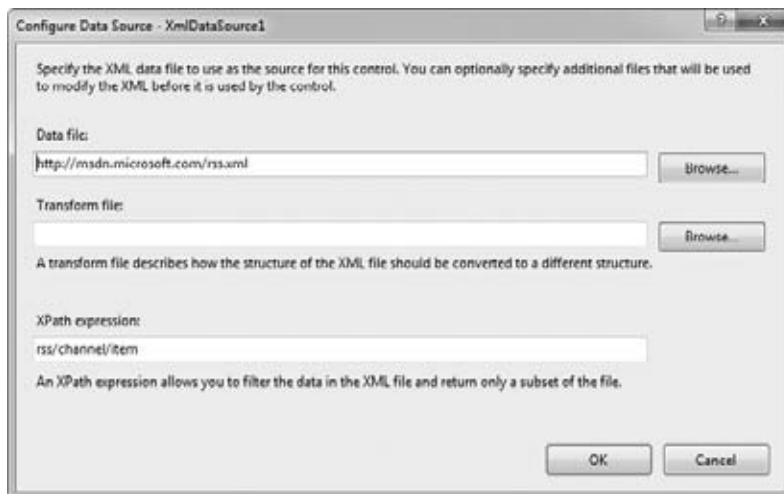 Configure Data Source - XmlDataSource1
Specify the XML data file to use as the source for this control. You can optionally specify additional files that will be used
to modify the XML before it is used by the control.
Data file:
http://msdn.microsoft.com/rss.xml
Browse...
Transform file:
Browse...
A transform file describes how the structure of the XML file should be converted to a different structure.
XPath expression:
rss/channel/item
An XPath expression allows you to filter the data in the XML file and return only a subset of the file.
OK
Cancel